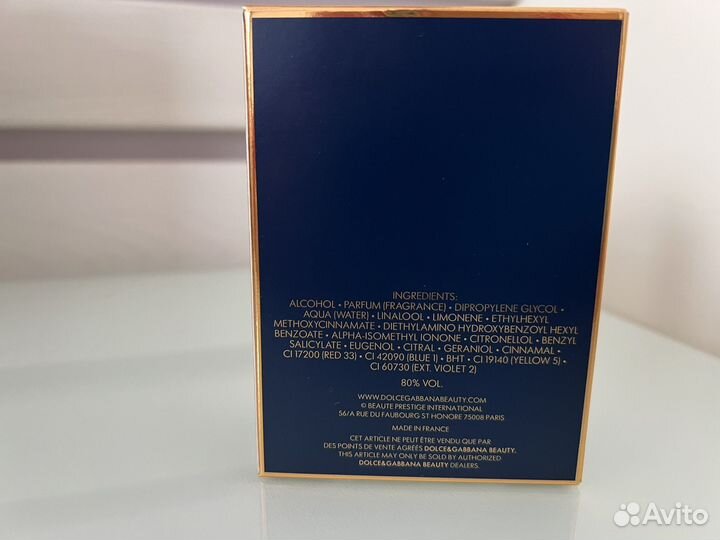 INGREDIENTS:
ALCOHOL • PARFUM (FRAGRANCE) • DIPROPYLENE GLYCOL •
AQUA (WATER) • LINALOOL • LIMONENE • ETHYLHEXYL
METHOXYCINNAMATE • DIETHYLAMINO HYDROXYBENZOYL HEXYL
BENZOATE • ALPHA-ISOMETHYL IONONE • CITRONELLOL • BENZYL
SALICYLATE • EUGENOL • CITRAL • GERANIOL • CINNAMAL •
CI 17200 (RED 33) • CI 42090 (BLUE 1) • BHT • CI 19140 (YELLOW 5) •
CI 60730 (EXT. VIOLET 2)
80% VOL.
WWW.DOLCEGABBANABEAUTY.COM
© BEAUTE PRESTIGE INTERNATIONAL
56/A RUE DU FAUBOURG ST HONORE 75008 PARIS
MADE IN FRANCE
CET ARTICLE NE PEUT ÊTRE VENDU QUE PAR
DES POINTS DE VENTE AGRÉÉS DOLCE&GABBANA BEAUTY.
THIS ARTICLE MAY ONLY BE SOLD BY AUTHORIZED
DOLCE&GABBANA BEAUTY DEALERS.
Avito